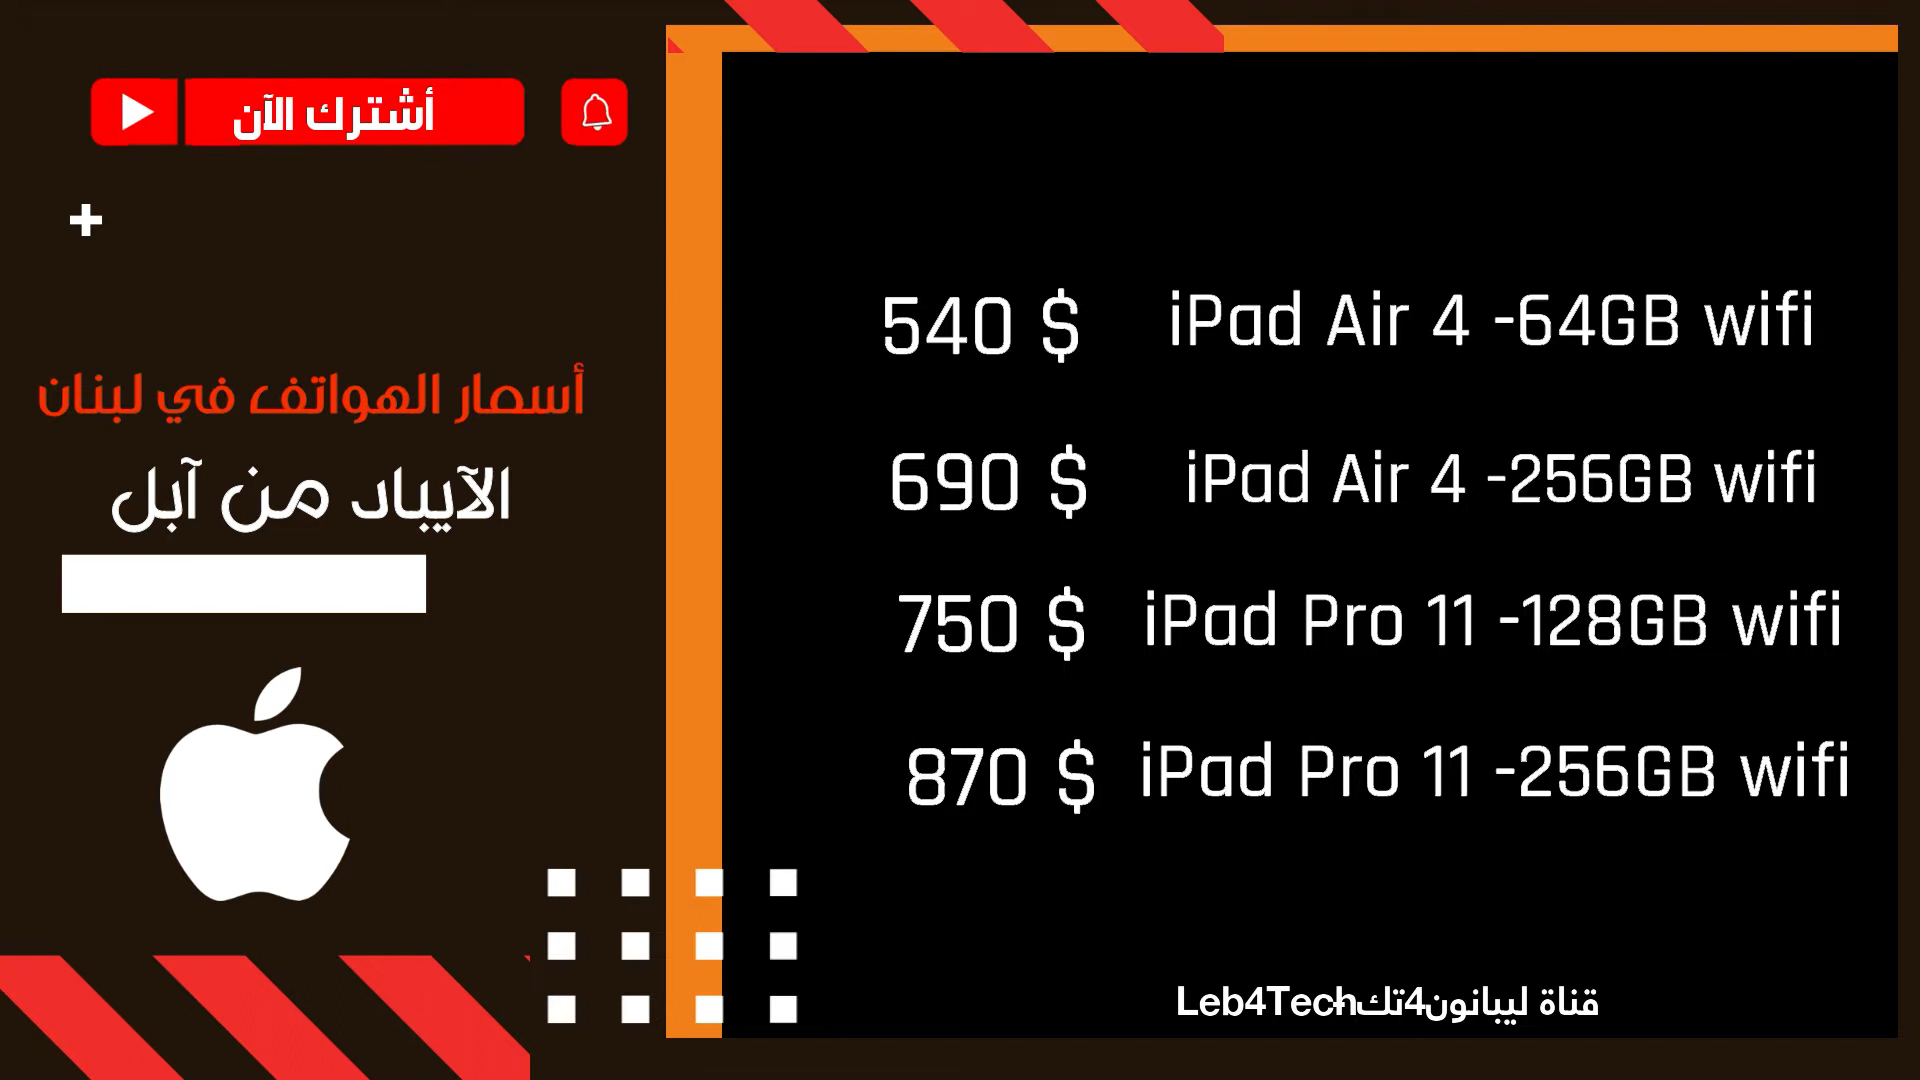 أشترك الآن
أسعار الهواتف في لبنان
الآيباد من آبل
540 $ iPad Air 4 -64GB wifi
690 $ iPad Air 4 -256GB wifi
750 $ iPad Pro 11 -128GB wifi
870 $ iPad Pro 11 -256GB wifi
قناة ليبانون4تك-Leb4Tech